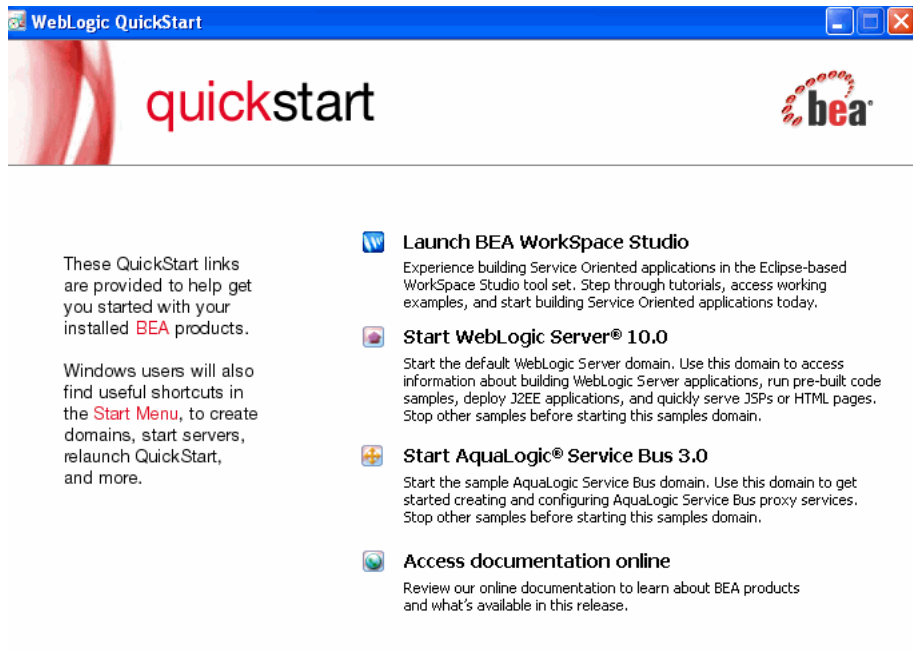 WebLogic QuickStart
quickstart
bea
These QuickStart links
are provided to help get
you started with your
installed BEA products.
Windows users will also
find useful shortcuts in
the Start Menu, to create
domains, start servers,
relaunch QuickStart,
and more.
Launch BEA WorkSpace Studio
Experience building Service Oriented applications in the Eclipse-based
WorkSpace Studio tool set. Step through tutorials, access working
examples, and start building Service Oriented applications today.
Start WebLogic Server® 10.0
Start the default WebLogic Server domain. Use this domain to access
information about building WebLogic Server applications, run pre-built code
samples, deploy J2EE applications, and quickly serve JSPs or HTML pages.
Stop other samples before starting this samples domain.
Start AquaLogic® Service Bus 3.0
Start the sample AquaLogic Service Bus domain. Use this domain to get
started creating and configuring AquaLogic Service Bus proxy services.
Stop other samples before starting this samples domain.
Access documentation online
Review our online documentation to learn about BEA products
and what's available in this release.